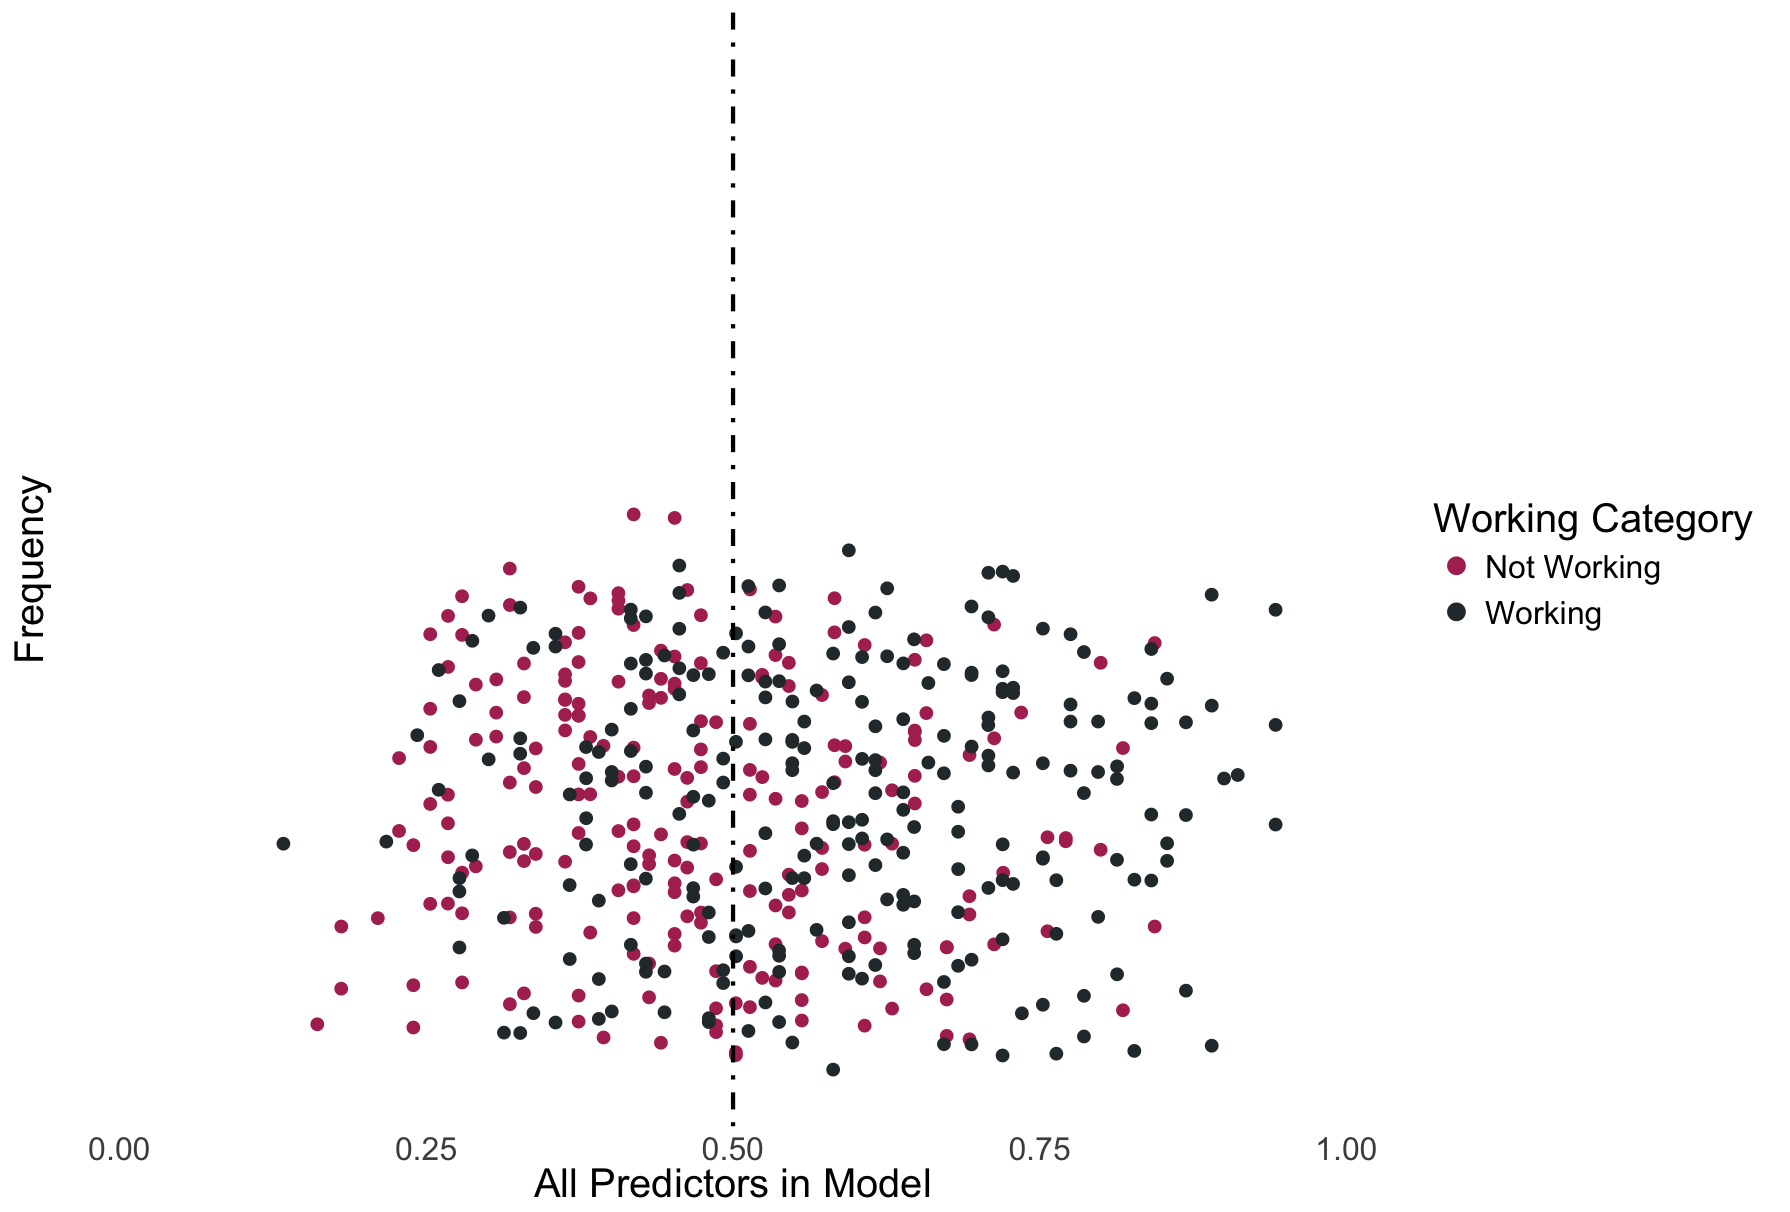 Frequency
Working Category
Not Working
Working
0.00 0.25 0.50 0.75 1.00
All Predictors in Model